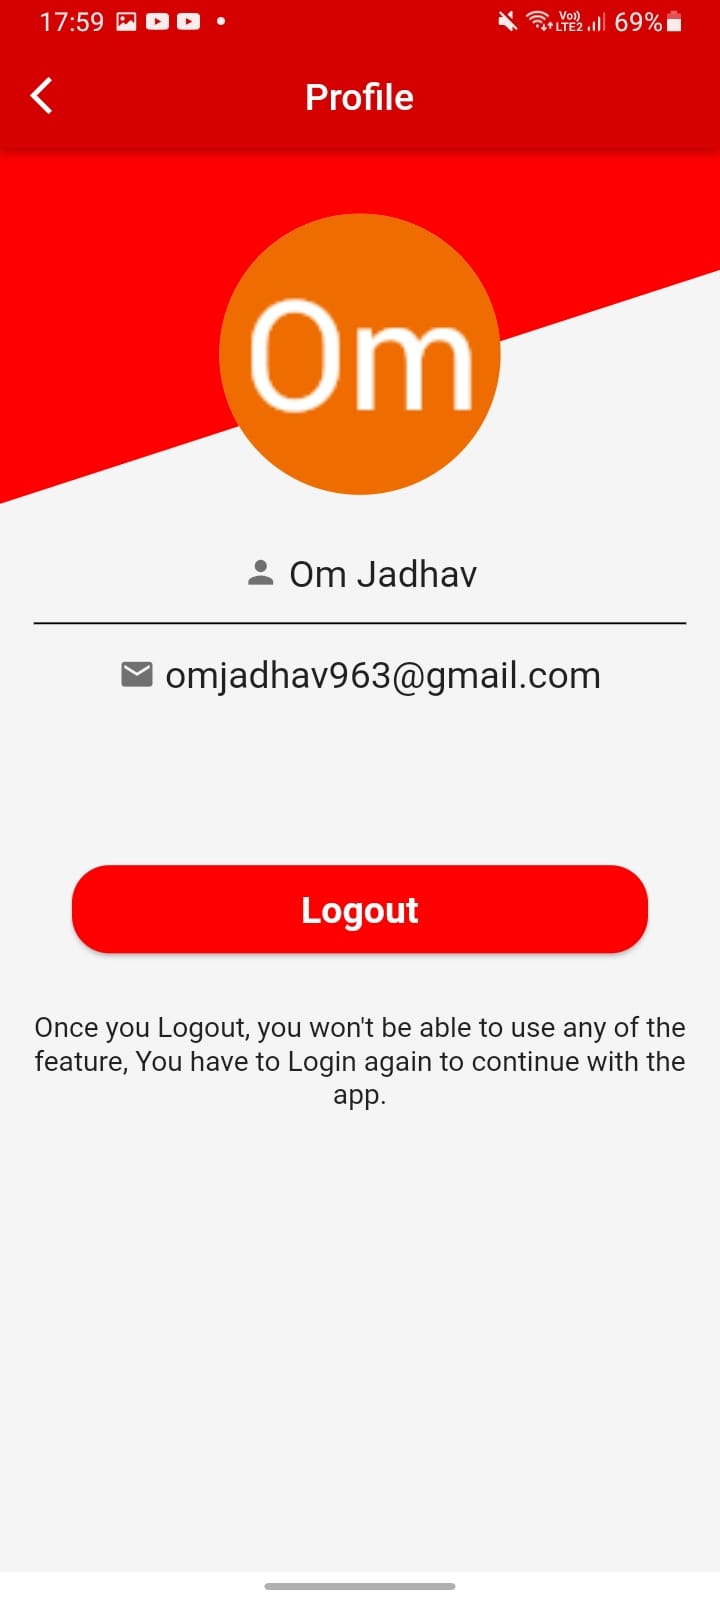 17:59 Vo)) LTE2 69%
Profile
Om
Om Jadhav
omjadhav963@gmail.com
Logout
Once you Logout, you won't be able to use any of the
feature, You have to Login again to continue with the
app.